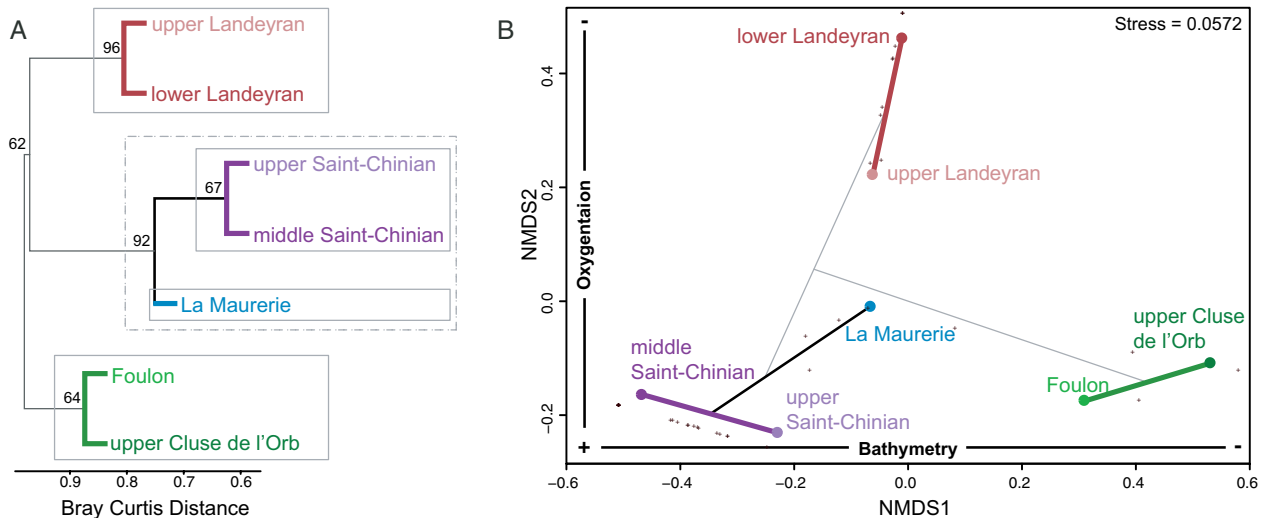 A
upper Landeyran
96
lower Landeyran
62
upper Saint-Chinian
67
middle Saint-Chinian
92
La Maurerie
Foulon
64
upper Cluse de l'Orb
0.9 0.8 0.7 0.6
Bray Curtis Distance
B
Stress = 0.0572
-
lower Landeyran
upper Landeyran
La Maurerie
middle
Saint-Chinian
upper
Saint-Chinian
upper Cluse
de l'Orb
Foulon
NMDS2
Oxygentaion
0.4
0.2
0.0
−0.2
+
Bathymetry
-
−0.6 −0.4 −0.2 0.0 0.2 0.4 0.6
NMDS1